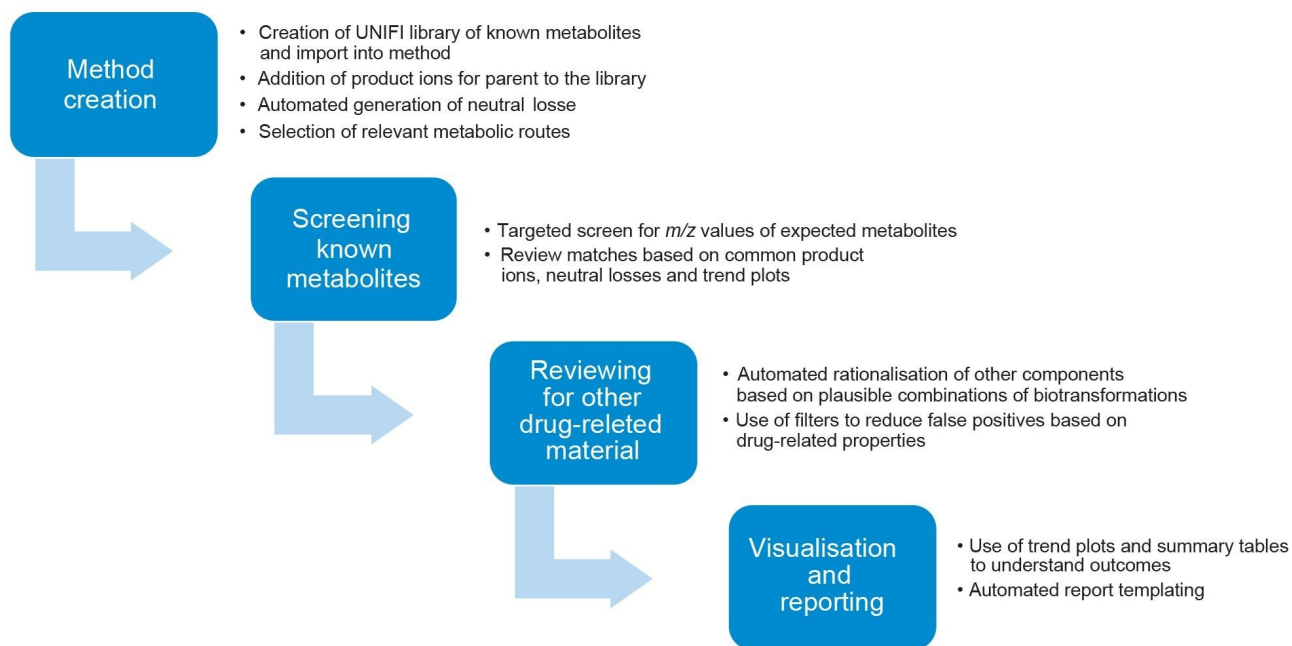 Method
creation
• Creation of UNIFI library of known metabolites
and import into method
• Addition of product ions for parent to the library
• Automated generation of neutral losse
• Selection of relevant metabolic routes
Screening
known
metabolites
• Targeted screen for m/z values of expected metabolites
• Review matches based on common product
ions, neutral losses and trend plots
Reviewing
for other
drug-releted
material
• Automated rationalisation of other components
based on plausible combinations of biotransformations
• Use of filters to reduce false positives based on
drug-related properties
Visualisation
and
reporting
• Use of trend plots and summary tables
to understand outcomes
• Automated report templating